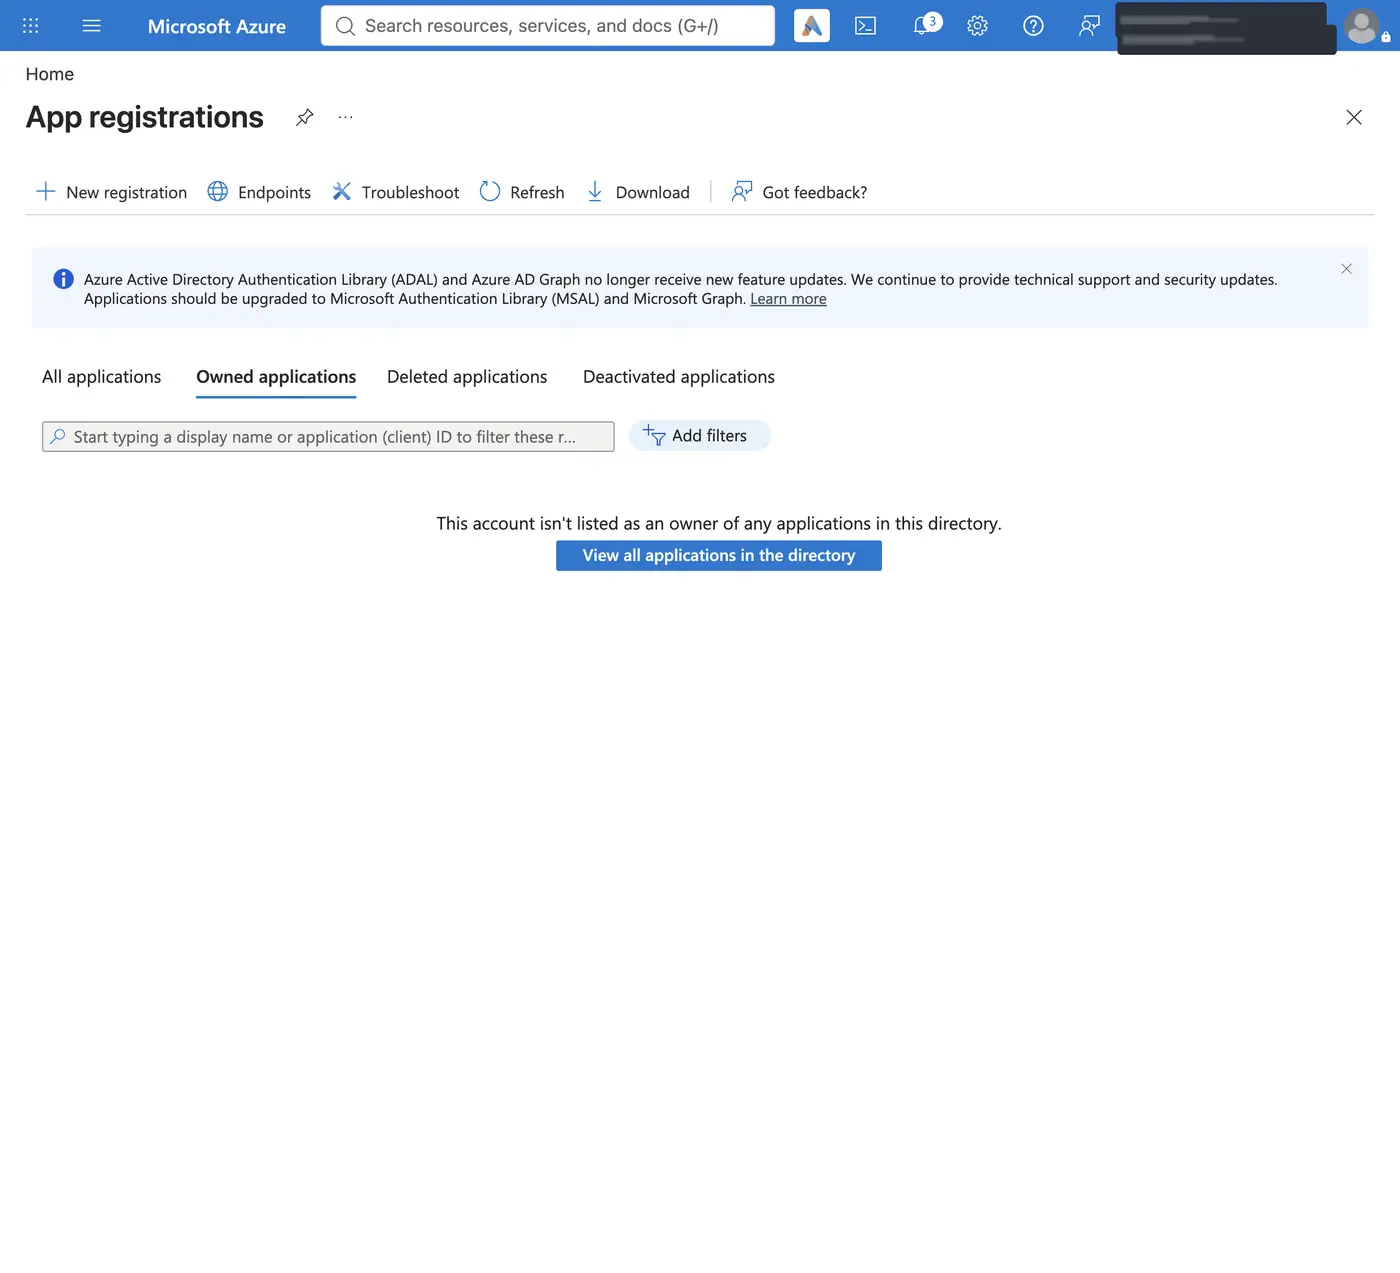 Microsoft Azure
Search resources, services, and docs (G+/)
3
Home
App registrations
New registration
Endpoints
Troubleshoot
Refresh
Download
Got feedback?
Azure Active Directory Authentication Library (ADAL) and Azure AD Graph no longer receive new feature updates. We continue to provide technical support and security updates.
Applications should be upgraded to Microsoft Authentication Library (MSAL) and Microsoft Graph. Learn more
All applications
Owned applications
Deleted applications
Deactivated applications
Start typing a display name or application (client) ID to filter these r...
Add filters
This account isn't listed as an owner of any applications in this directory.
View all applications in the directory